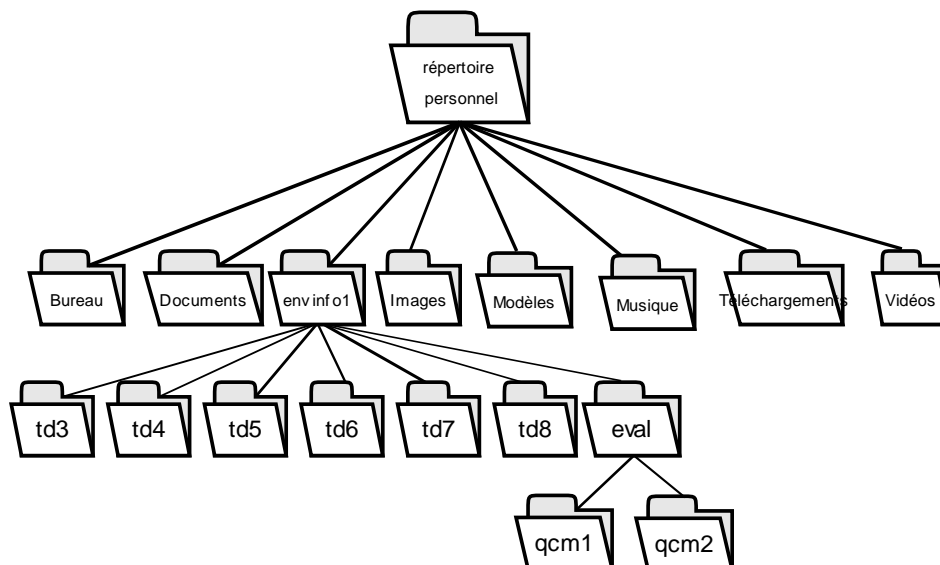 répertoire
personnel
Bureau
Documents
envinfo1
Images
Modèles
Musique
Téléchargements
Vidéos
td3
td4
td5
td6
td7
td8
eval
qcm1
qcm2